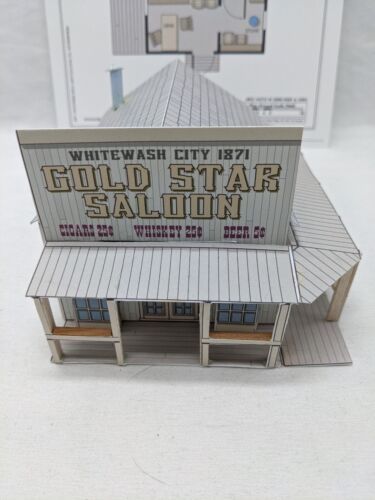 WHITEWASH CITY 1871
GOLD STAR
SALOON
CIGARS 25¢ WHISKEY 25¢ BEER 5¢